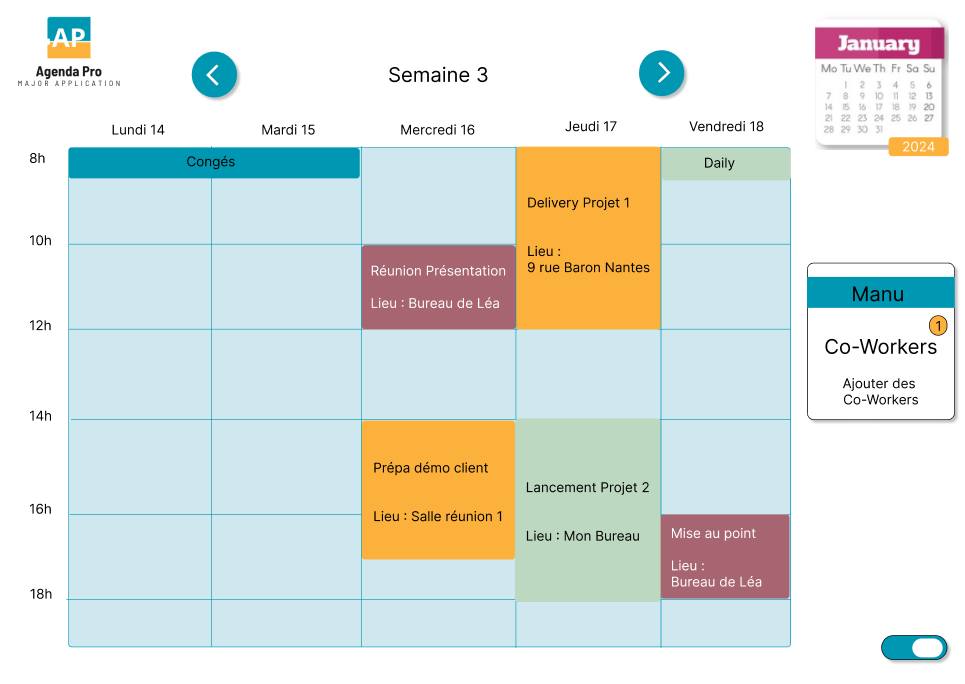 AP
Agenda Pro
MAJOR APPLICATION
Semaine 3
January
Mo Tu We Th Fr Sa Su
1 2 3 4 5 6
7 8 9 10 11 12 13
14 15 16 17 18 19 20
21 22 23 24 25 26 27
28 29 30 31
2024
Lundi 14
Mardi 15
Mercredi 16
Jeudi 17
Vendredi 18
8h
10h
12h
14h
16h
18h
Congés
Réunion Présentation
Lieu : Bureau de Léa
Prépa démo client
Lieu : Salle réunion 1
Delivery Projet 1
Lieu :
9 rue Baron Nantes
Lancement Projet 2
Lieu : Mon Bureau
Daily
Mise au point
Lieu :
Bureau de Léa
Manu
1
Co-Workers
Ajouter des
Co-Workers